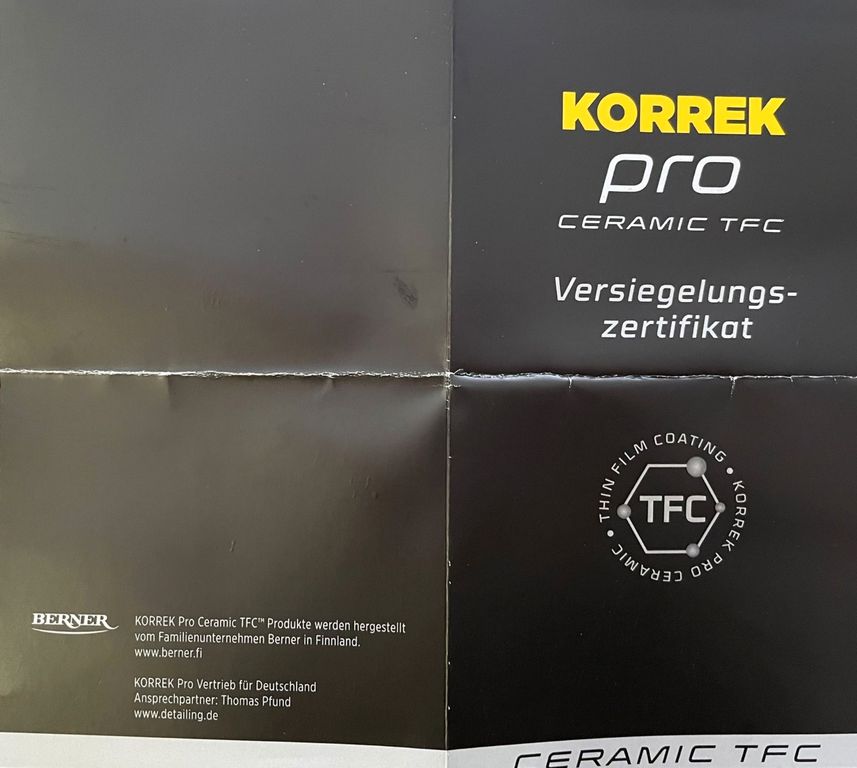 KORREK
pro
CERAMIC TFC
Versiegelungs-
zertifikat
THIN FILM COATING • KORREK PRO CERAMIC •
TFC
BERNER
KORREK Pro Ceramic TFC™ Produkte werden hergestellt
vom Familienunternehmen Berner in Finnland.
www.berner.fi
KORREK Pro Vertrieb für Deutschland
Ansprechpartner: Thomas Pfund
www.detailing.de
CERAMIC TFC